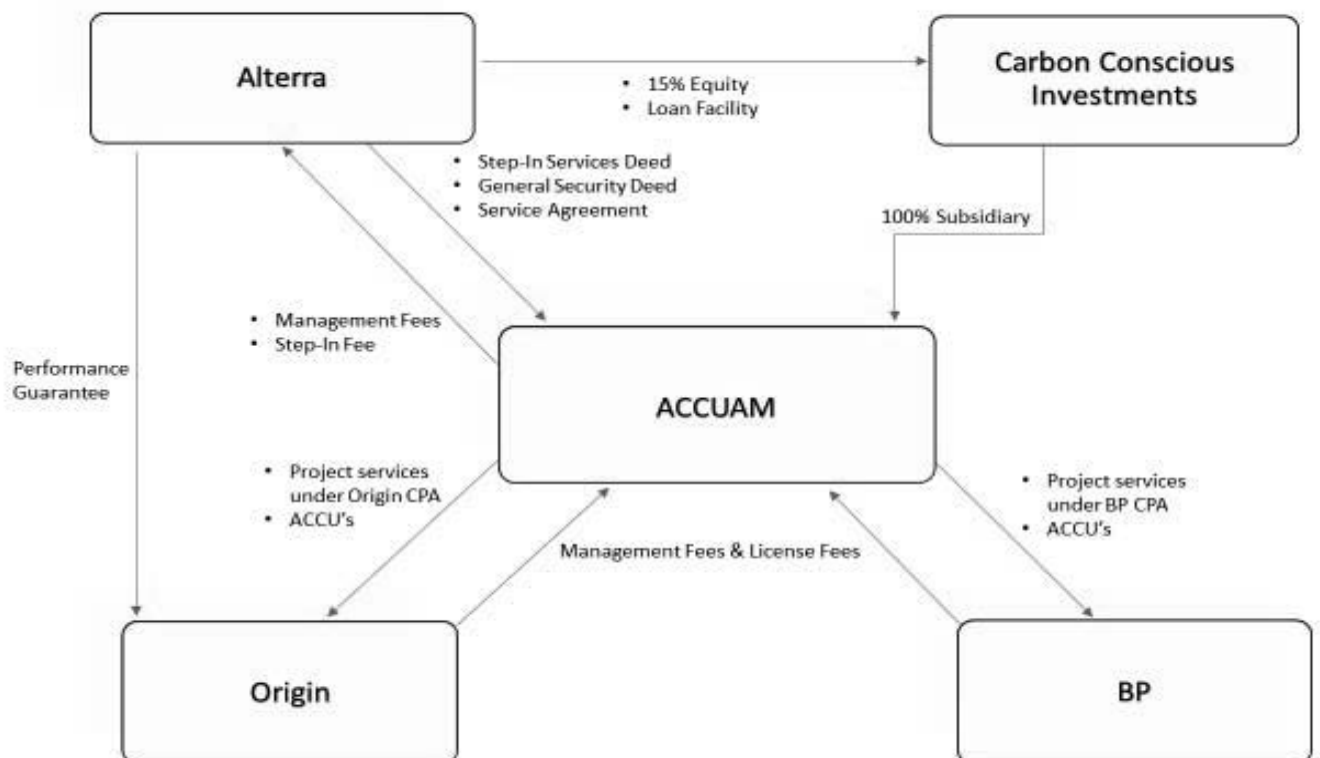 Alterra
Carbon Conscious
Investments
• 15% Equity
• Loan Facility
• Step-In Services Deed
• General Security Deed
• Service Agreement
100% Subsidiary
• Management Fees
• Step-In Fee
Performance
Guarantee
ACCUAM
• Project services
under Origin CPA
• ACCU's
• Project services
under BP CPA
• ACCU's
Management Fees & License Fees
Origin
BP